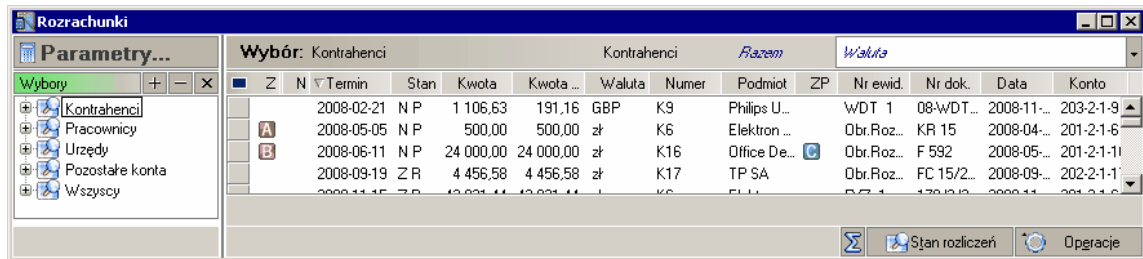 Rozrachunki
Parametry...
Wybór: Kontrahenci Kontrahenci Razem Waluta
Wybory
Z N Termin Stan Kwota Kwota ... Waluta Numer Podmiot ZP Nr ewid. Nr dok. Data Konto
Kontrahenci
Pracownicy
Urzędy
Pozostałe konta
Wszyscy
2008-02-21 N P 1 106,63 191,16 GBP K9 Philips U... WDT 1 08-WDT... 2008-11-... 203-2-1-9
A 2008-05-05 N P 500,00 500,00 zł K6 Elektron ... Obr.Roz... KR 15 2008-04-... 201-2-1-6
B 2008-06-11 N P 24 000,00 24 000,00 zł K16 Office De... C Obr.Roz... F 592 2008-05-... 201-2-1-1
2008-09-19 Z R 4 456,58 4 456,58 zł K17 TP SA Obr.Roz... FC 15/2... 2008-09-... 202-2-1-1
Stan rozliczeń Operacje